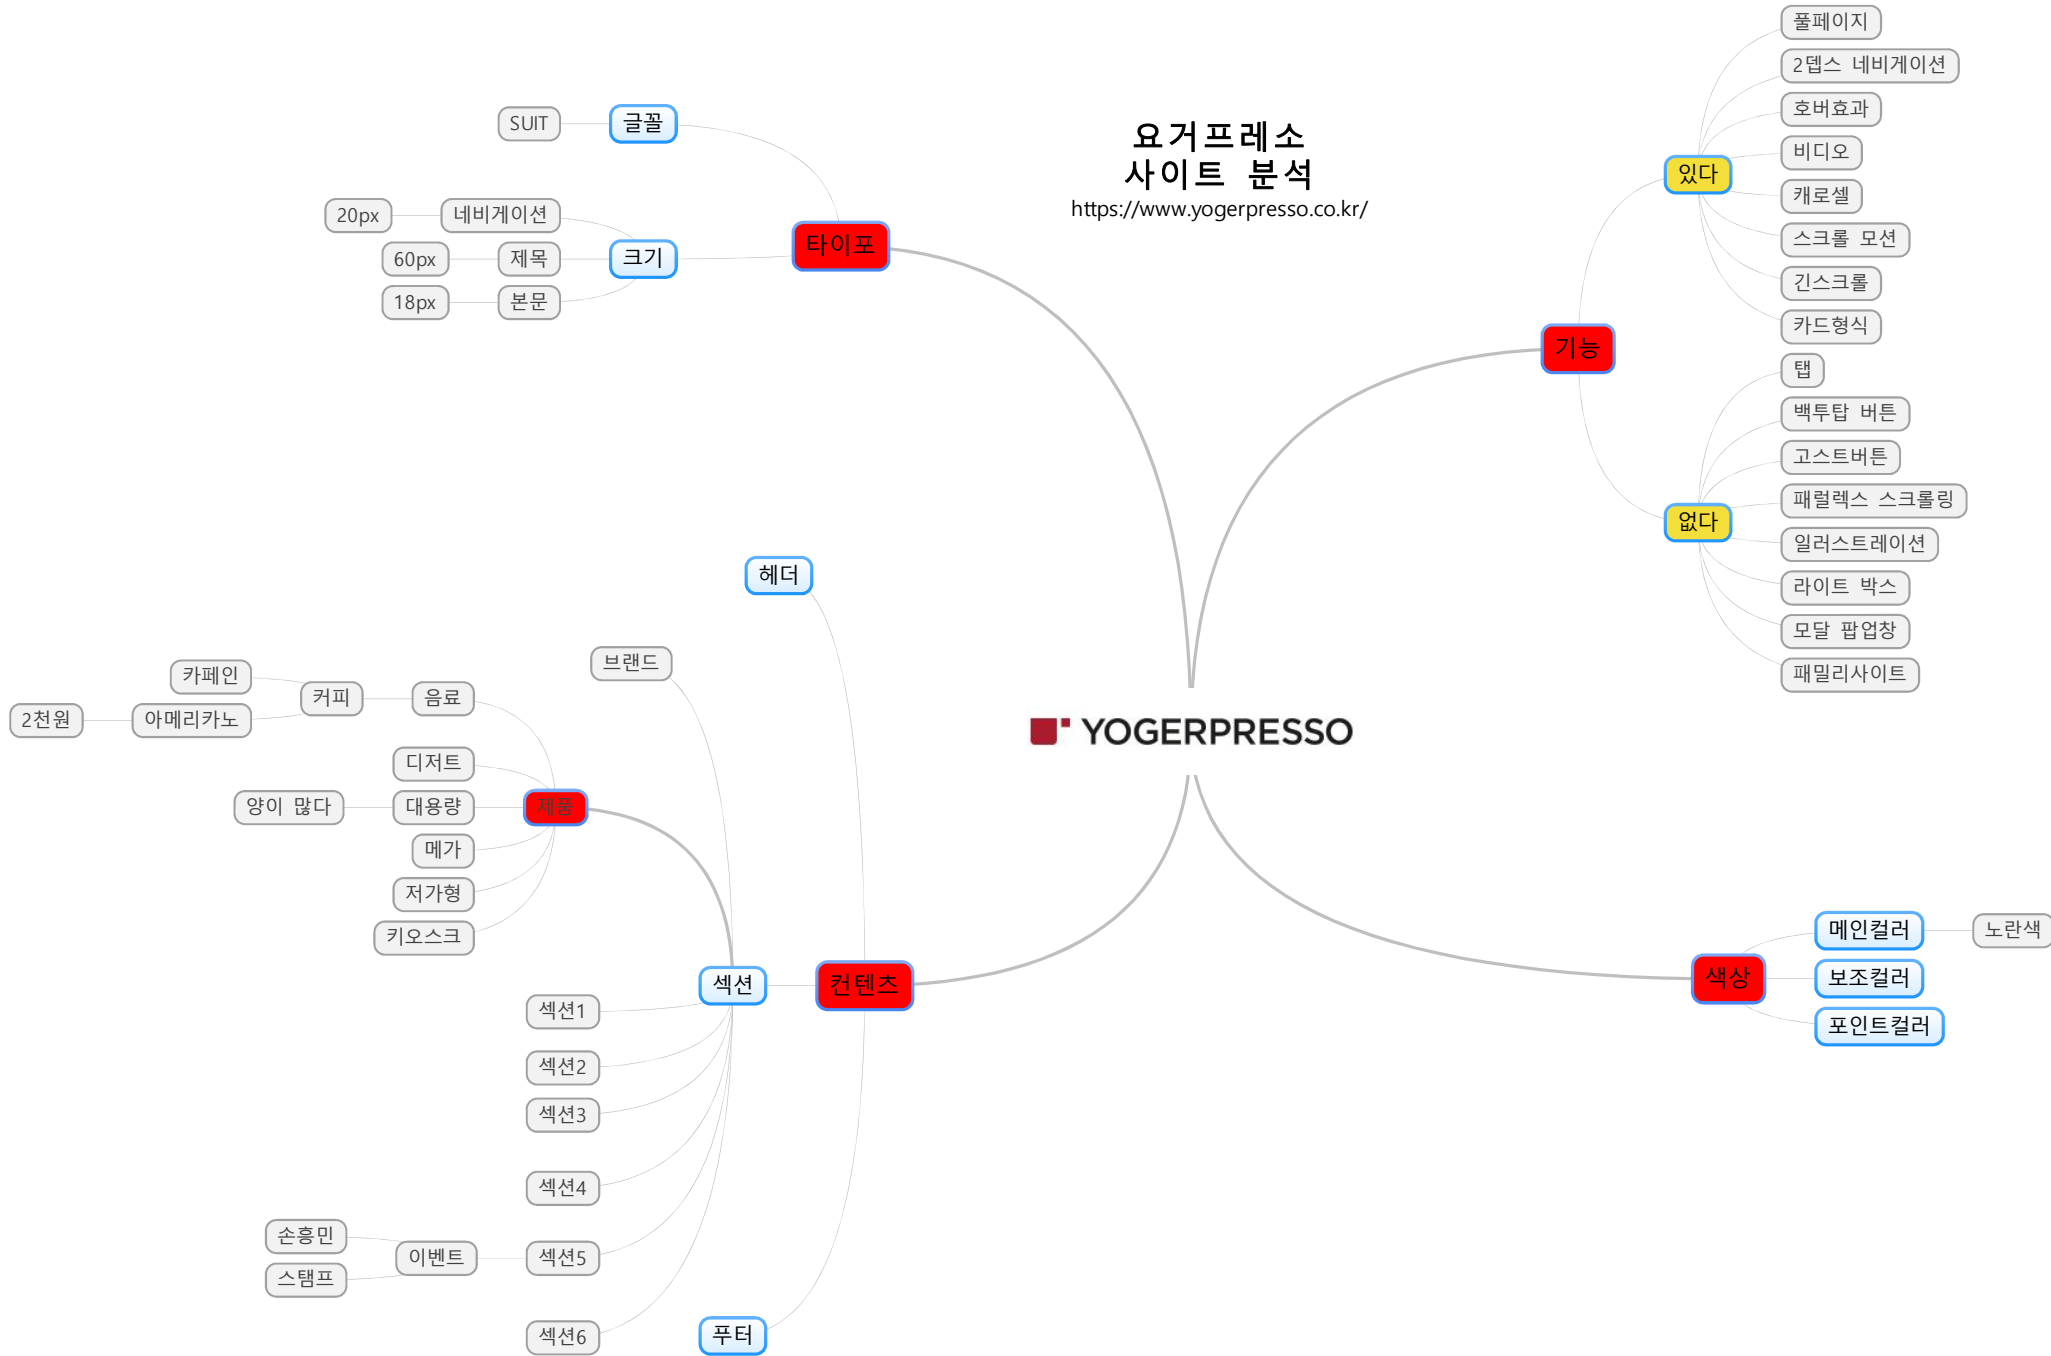 요거프레소
사이트 분석
https://www.yogerpresso.co.kr/
YOGERPRESSO
타이포
글꼴
SUIT
크기
네비게이션
20px
제목
60px
본문
18px
기능
있다
풀페이지
2뎁스 네비게이션
호버효과
비디오
캐로셀
스크롤 모션
긴스크롤
카드형식
없다
탭
백투탑 버튼
고스트버튼
패럴렉스 스크롤링
일러스트레이션
라이트 박스
모달 팝업창
패밀리사이트
컨텐츠
헤더
섹션
브랜드
제품
음료
커피
카페인
아메리카노
2천원
디저트
대용량
양이 많다
메가
저가형
키오스크
섹션1
섹션2
섹션3
섹션4
섹션5
이벤트
손흥민
스탬프
섹션6
푸터
색상
메인컬러
노란색
보조컬러
포인트컬러